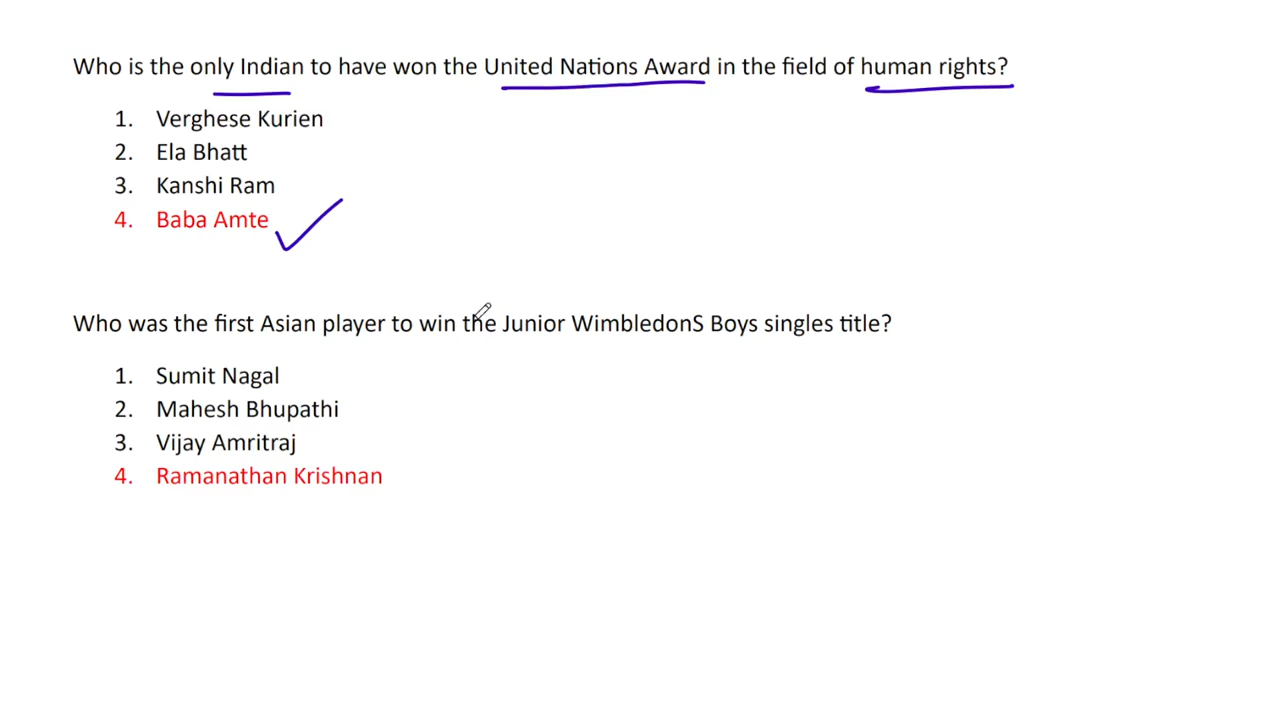 Who is the only Indian to have won the United Nations Award in the field of human rights?
1. Verghese Kurien
2. Ela Bhatt
3. Kanshi Ram
4. Baba Amte
Who was the first Asian player to win the Junior WimbledonS Boys singles title?
1. Sumit Nagal
2. Mahesh Bhupathi
3. Vijay Amritraj
4. Ramanathan Krishnan